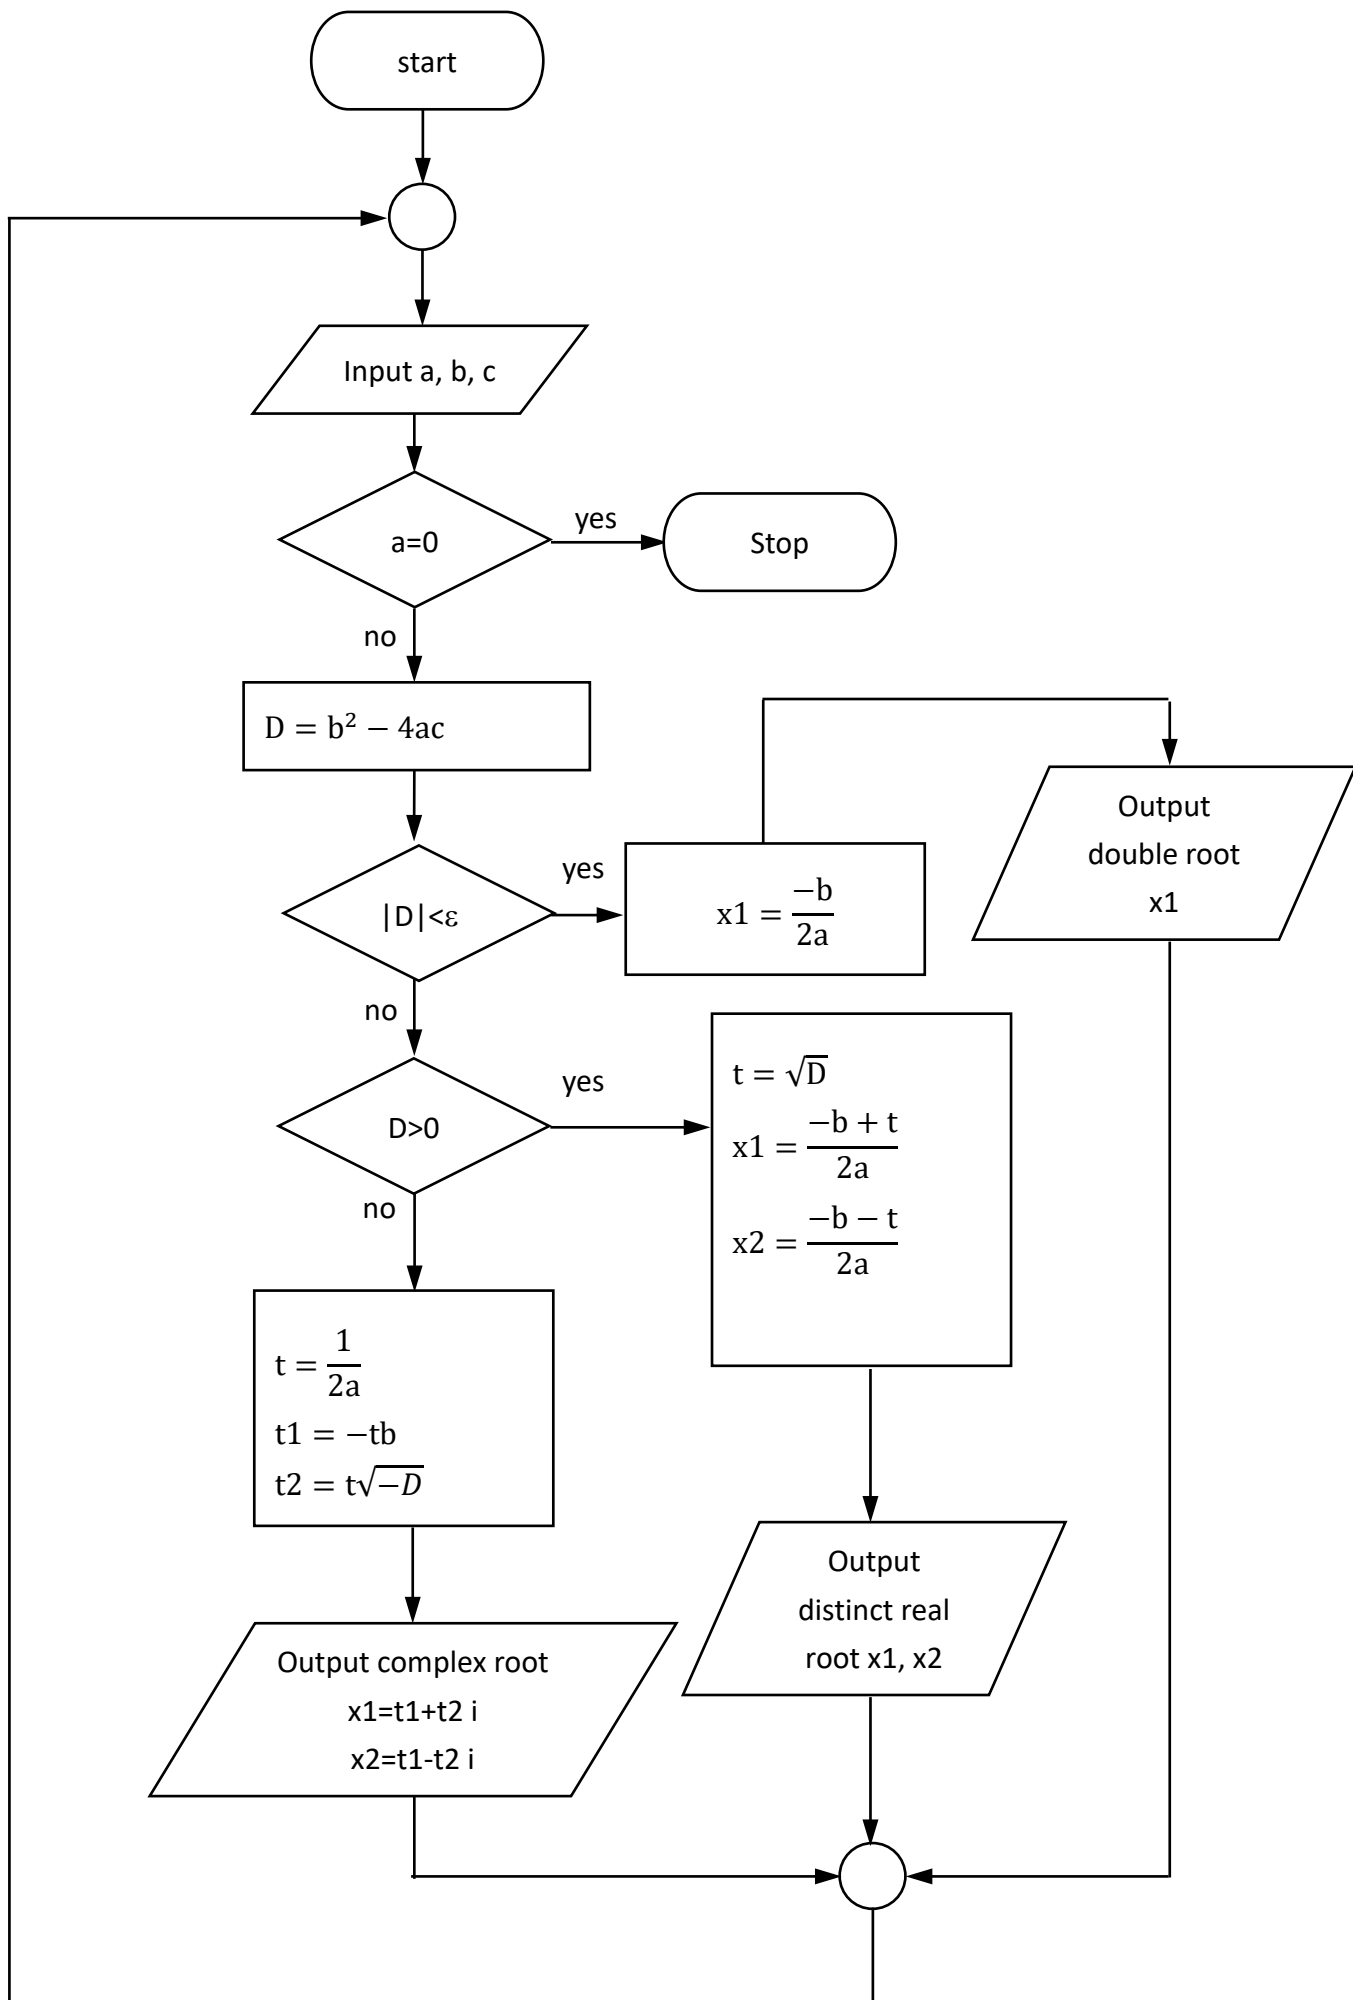 start
Input a, b, c
a=0
yes
Stop
no
D = b² − 4ac
|D|<ε
yes
x1 = −b/2a
Output
double root
x1
no
D>0
yes
t = √D
x1 = −b + t/2a
x2 = −b − t/2a
no
t = 1/2a
t1 = −tb
t2 = t√−D
Output
distinct real
root x1, x2
Output complex root
x1=t1+t2 i
x2=t1-t2 i